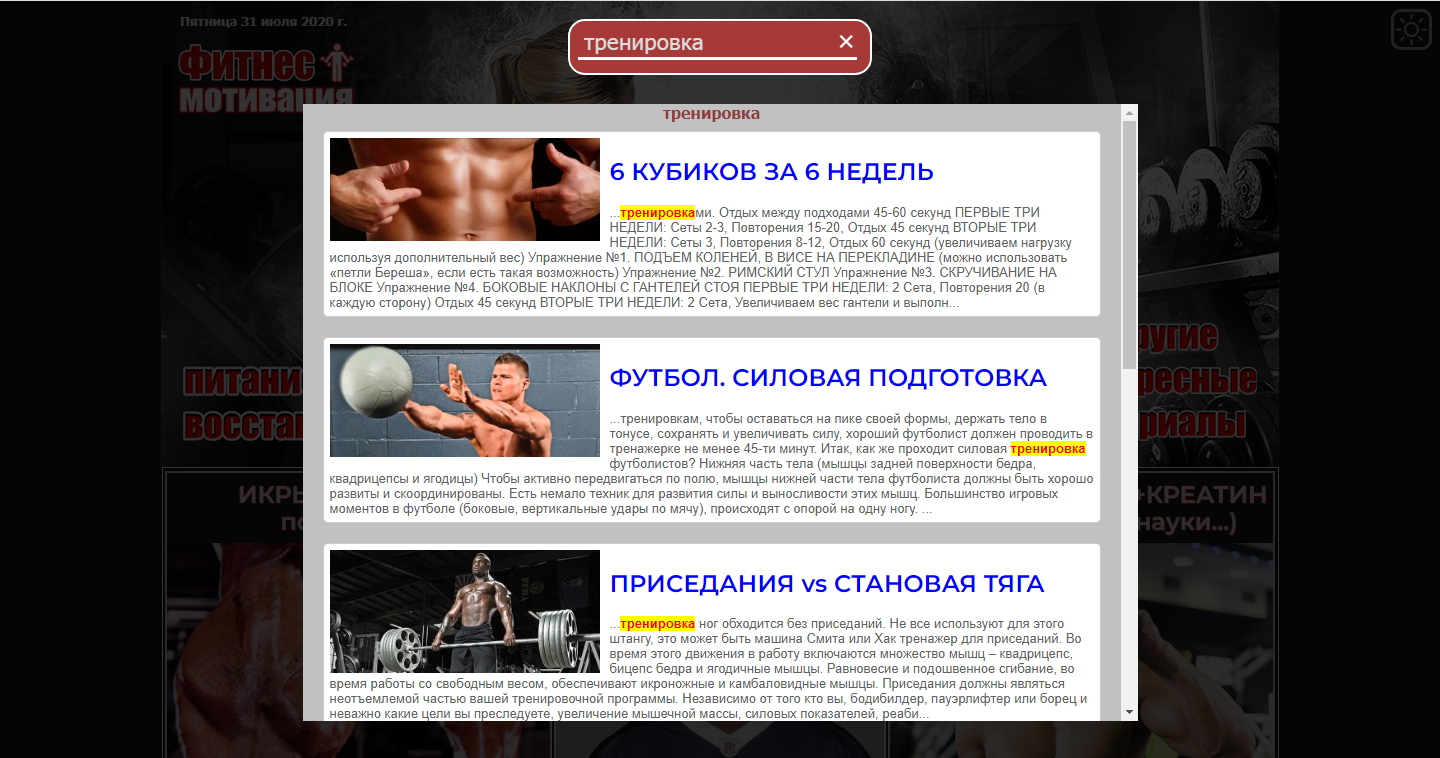 Пятница 31 июля 2020 г.
тренировка ×
Фитнес
мотивация
тренировка
6 КУБИКОВ ЗА 6 НЕДЕЛЬ
...тренировками. Отдых между подходами 45-60 секунд ПЕРВЫЕ ТРИ
НЕДЕЛИ: Сеты 2-3, Повторения 15-20, Отдых 45 секунд ВТОРЫЕ ТРИ
НЕДЕЛИ: Сеты 3, Повторения 8-12, Отдых 60 секунд (увеличиваем нагрузку
используя дополнительный вес) Упражнение №1. ПОДЪЕМ КОЛЕНЕЙ, В ВИСЕ НА ПЕРЕКЛАДИНЕ (можно использовать
«петли Береша», если есть такая возможность) Упражнение №2. РИМСКИЙ СТУЛ Упражнение №3. СКРУЧИВАНИЕ НА
БЛОКЕ Упражнение №4. БОКОВЫЕ НАКЛОНЫ С ГАНТЕЛЕЙ СТОЯ ПЕРВЫЕ ТРИ НЕДЕЛИ: 2 Сета, Повторения 20 (в
каждую сторону) Отдых 45 секунд ВТОРЫЕ ТРИ НЕДЕЛИ: 2 Сета, Увеличиваем вес гантели и выполн...
ФУТБОЛ. СИЛОВАЯ ПОДГОТОВКА
...тренировкам, чтобы оставаться на пике своей формы, держать тело в
тонусе, сохранять и увеличивать силу, хороший футболист должен проводить в
тренажерке не менее 45-ти минут. Итак, как же проходит силовая тренировка
футболистов? Нижняя часть тела (мышцы задней поверхности бедра,
квадрицепсы и ягодицы) Чтобы активно передвигаться по полю, мышцы нижней части тела футболиста должны быть хорошо
развиты и скоординированы. Есть немало техник для развития силы и выносливости этих мышц. Большинство игровых
моментов в футболе (боковые, вертикальные удары по мячу), происходят с опорой на одну ногу. ...
ПРИСЕДАНИЯ vs СТАНОВАЯ ТЯГА
...тренировка ног обходится без приседаний. Не все используют для этого
штангу, это может быть машина Смита или Хак тренажер для приседаний. Во
время этого движения в работу включаются множество мышц – квадрицепс,
бицепс бедра и ягодичные мышцы. Равновесие и подошвенное сгибание, во
время работы со свободным весом, обеспечивают икроножные и камбаловидные мышцы. Приседания должны являться
неотъемлемой частью вашей тренировочной программы. Независимо от того кто вы, бодибилдер, пауэрлифтер или борец и
неважно какие цели вы преследуете, увеличение мышечной массы, силовых показателей, реаби...
питани
восста
ругие
ресные
риалы
ИКРЫ
по
+КРЕАТИН
науки...)